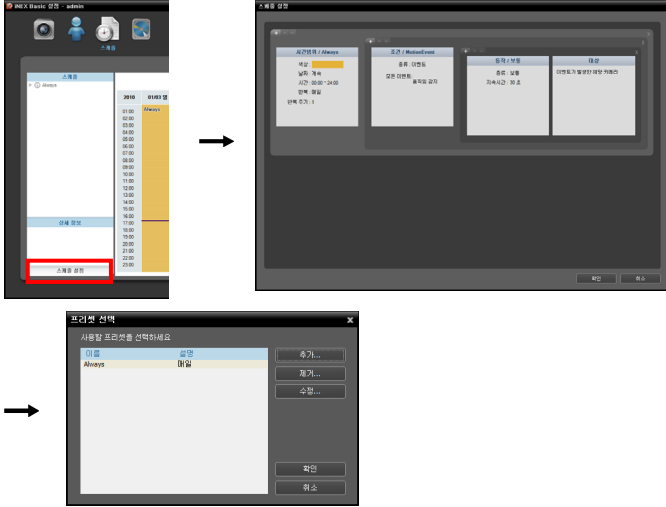 iNEX Basic 설정 - admin
스케줄
스케줄
Always
2010 01/03 일
Always
01:00
02:00
03:00
04:00
05:00
06:00
07:00
08:00
09:00
10:00
11:00
12:00
13:00
14:00
15:00
16:00
17:00
18:00
19:00
20:00
21:00
22:00
23:00
상세 정보
스케줄 설정
스케줄 설정
시간범위 / Always
색상 :
날짜 : 계속
시간 : 00:00 ~ 24:00
반복 : 매일
반복 주기 : 1
조건 / MotionEvent
종류 : 이벤트
모든 이벤트
움직임 감지
동작 / 보통
종류 : 보통
지속시간 : 30 초
대상
이벤트가 발생한 해당 카메라
확인 취소
프리셋 선택
사용할 프리셋을 선택하세요
이름 설명
Always 매일
추가...
제거...
수정...
확인
취소